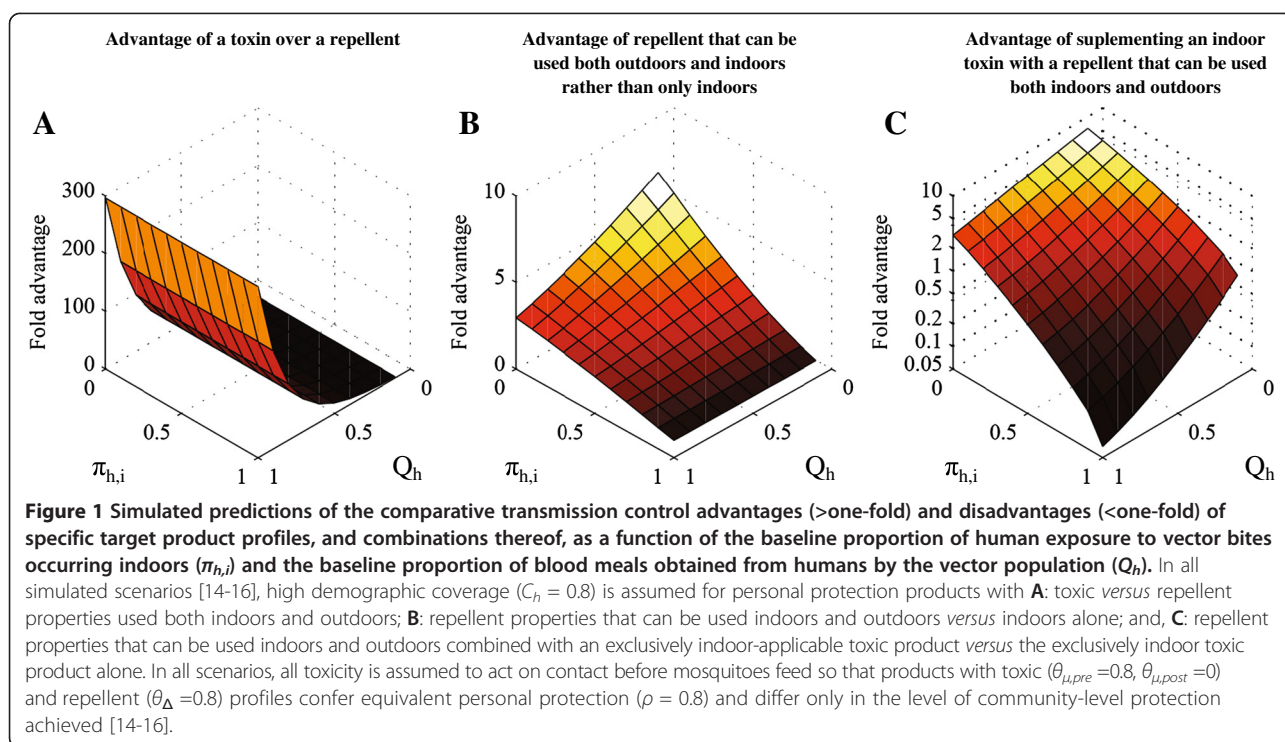 Advantage of a toxin over a repellent
Advantage of repellent that can be
used both outdoors and indoors
rather than only indoors
Advantage of suplementing an indoor
toxin with a repellent that can be used
both indoors and outdoors
A
B
C
Fold advantage
300
200
100
0
0
0.5
1
π_{h,i}
1
0.5
0
Q_h
Fold advantage
10
5
0
0
0.5
1
π_{h,i}
1
0.5
0
Q_h
Fold advantage
10
5
2
1
0.5
0.2
0.1
0.05
0
0.5
1
π_{h,i}
1
0.5
0
Q_h
Figure 1 Simulated predictions of the comparative transmission control advantages (>one-fold) and disadvantages (<one-fold) of
specific target product profiles, and combinations thereof, as a function of the baseline proportion of human exposure to vector bites
occurring indoors (π_{h,i}) and the baseline proportion of blood meals obtained from humans by the vector population (Q_h). In all
simulated scenarios [14-16], high demographic coverage (C_h = 0.8) is assumed for personal protection products with A: toxic versus repellent
properties used both indoors and outdoors; B: repellent properties that can be used indoors and outdoors versus indoors alone; and, C: repellent
properties that can be used indoors and outdoors combined with an exclusively indoor-applicable toxic product versus the exclusively indoor toxic
product alone. In all scenarios, all toxicity is assumed to act on contact before mosquitoes feed so that products with toxic (θ_{μ,pre} =0.8, θ_{μ,post} =0)
and repellent (θ_Δ =0.8) profiles confer equivalent personal protection (ρ = 0.8) and differ only in the level of community-level protection
achieved [14-16].